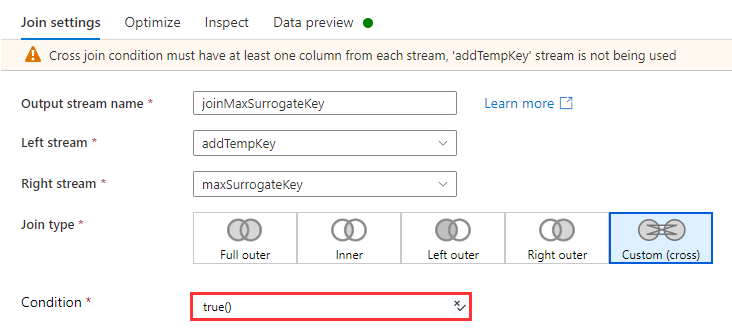 Join settings Optimize Inspect Data preview
Cross join condition must have at least one column from each stream, 'addTempKey' stream is not being used
Output stream name * joinMaxSurrogateKey Learn more
Left stream * addTempKey
Right stream * maxSurrogateKey
Join type *
Full outer Inner Left outer Right outer Custom (cross)
Condition * true()